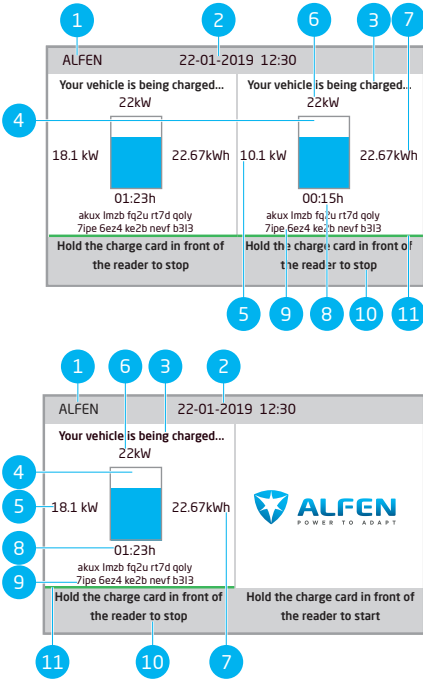 1 2 6 3 7
ALFEN 22-01-2019 12:30
Your vehicle is being charged... Your vehicle is being charged...
22kW 22kW
4
18.1 kW 22.67kWh 10.1 kW 22.67kWh
01:23h 00:15h
akux lmzb fq2u rt7d qoly akux lmzb fq2u rt7d qoly
7ipe 6ez4 ke2b nevf b3l3 7ipe 6ez4 ke2b nevf b3l3
Hold the charge card in front of Hold the charge card in front of
the reader to stop the reader to stop
5 9 8 10 11
1 6 3 2
ALFEN 22-01-2019 12:30
Your vehicle is being charged...
22kW
4
5 18.1 kW 22.67kWh ALFEN
POWER TO ADAPT
8 01:23h
akux lmzb fq2u rt7d qoly
9 7ipe 6ez4 ke2b nevf b3l3
Hold the charge card in front of Hold the charge card in front of
the reader to stop the reader to start
11 10 7